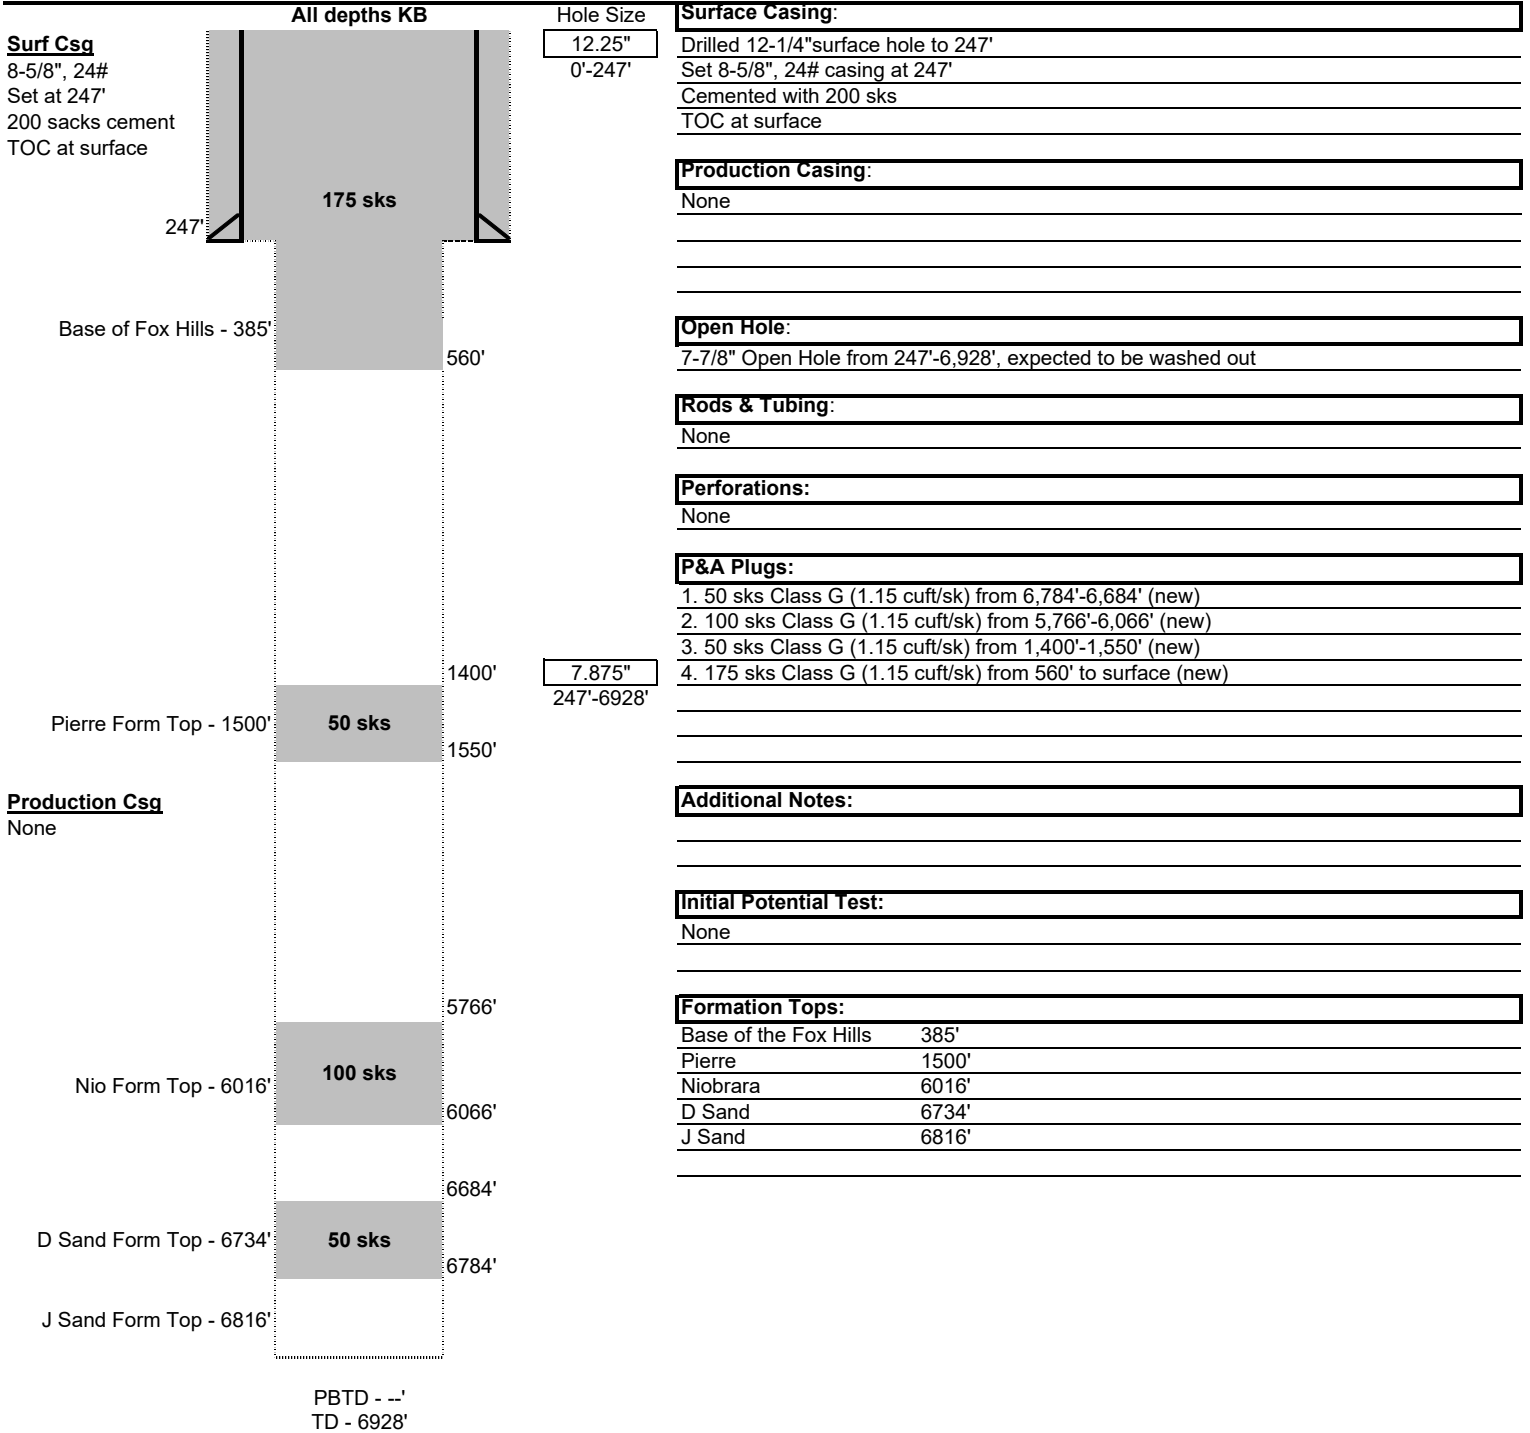 All depths KB
Surf Csg
8-5/8", 24#
Set at 247'
200 sacks cement
TOC at surface
175 sks
247'
Base of Fox Hills - 385'
560'
1400'
Pierre Form Top - 1500'
50 sks
1550'
Production Csg
None
5766'
100 sks
Nio Form Top - 6016'
6066'
6684'
D Sand Form Top - 6734'
50 sks
6784'
J Sand Form Top - 6816'
PBTD - --'
TD - 6928'
Hole Size
12.25"
0'-247'
7.875"
247'-6928'
Surface Casing:
Drilled 12-1/4"surface hole to 247'
Set 8-5/8", 24# casing at 247'
Cemented with 200 sks
TOC at surface
Production Casing:
None
Open Hole:
7-7/8" Open Hole from 247'-6,928', expected to be washed out
Rods & Tubing:
None
Perforations:
None
P&A Plugs:
1. 50 sks Class G (1.15 cuft/sk) from 6,784'-6,684' (new)
2. 100 sks Class G (1.15 cuft/sk) from 5,766'-6,066' (new)
3. 50 sks Class G (1.15 cuft/sk) from 1,400'-1,550' (new)
4. 175 sks Class G (1.15 cuft/sk) from 560' to surface (new)
Additional Notes:
Initial Potential Test:
None
Formation Tops:
Base of the Fox Hills 385'
Pierre 1500'
Niobrara 6016'
D Sand 6734'
J Sand 6816'